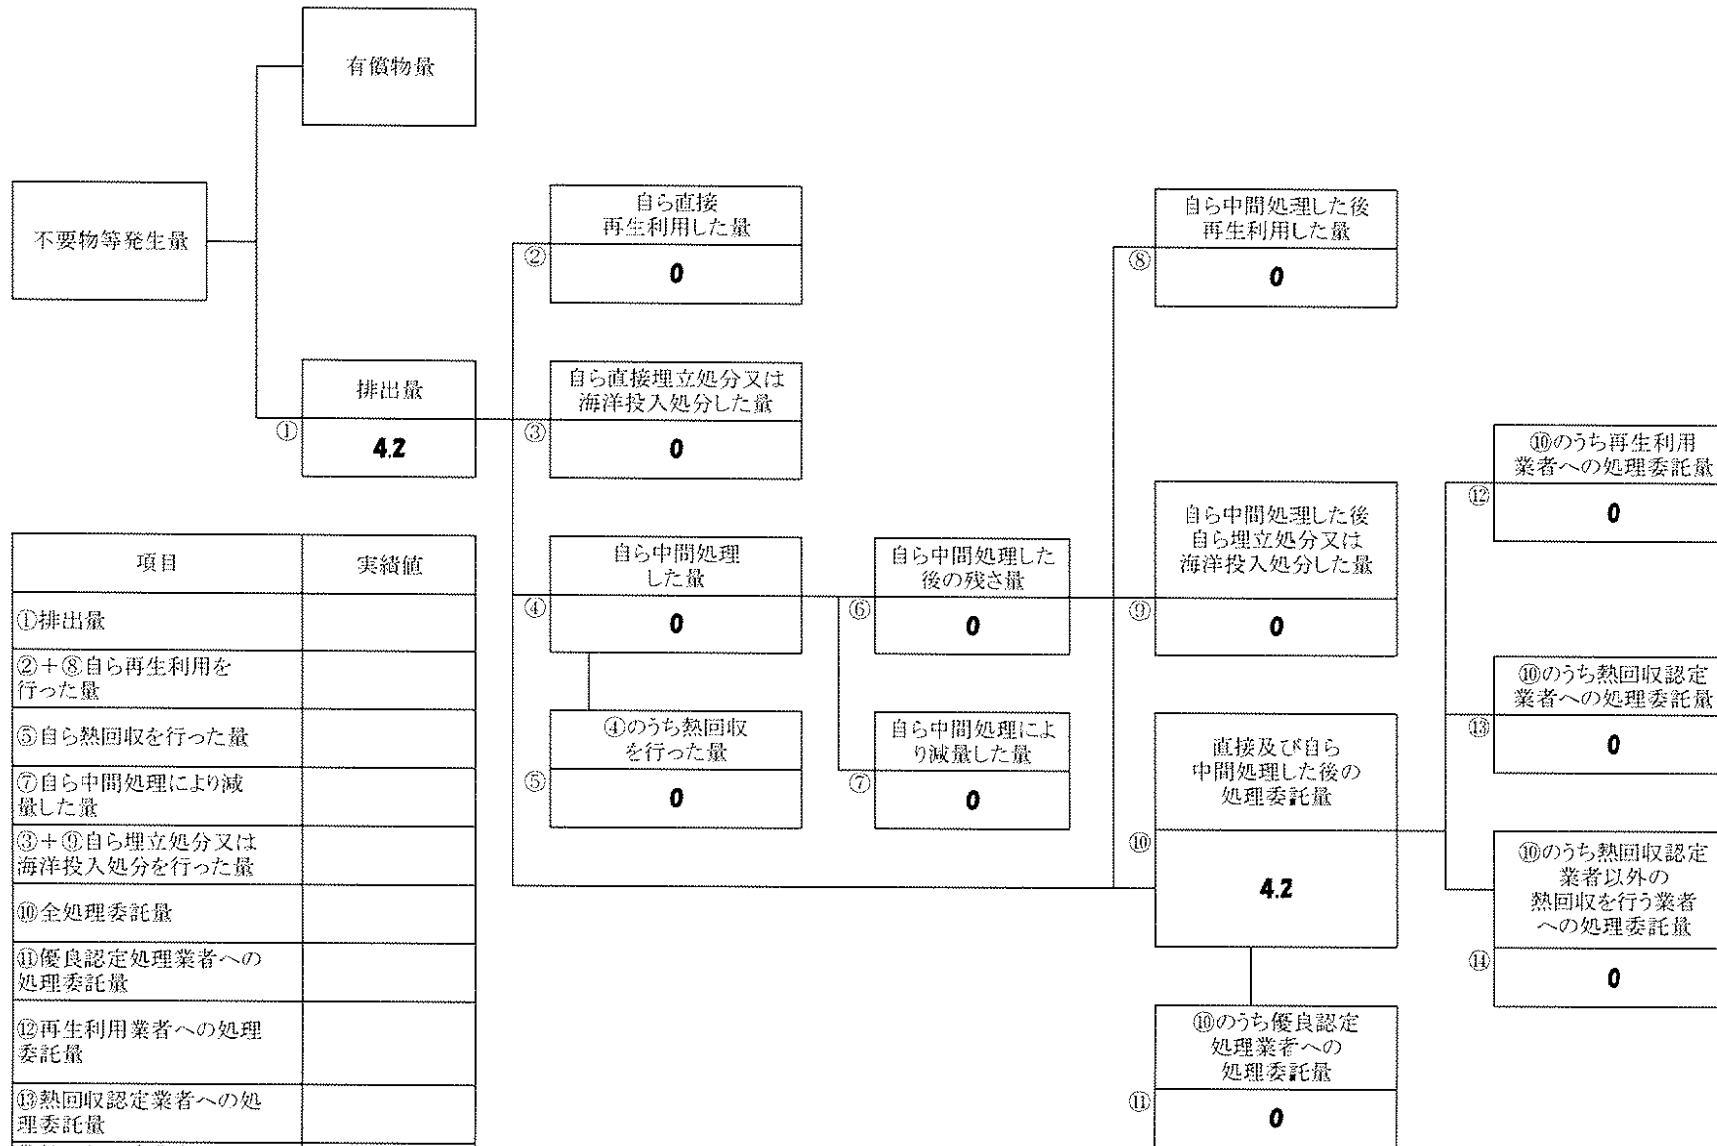 有償物量
不要物等発生量
排出量
①
4.2
自ら直接
再生利用した量
②
0
自ら直接埋立処分又は
海洋投入処分した量
③
0
自ら中間処理
した量
④
0
④のうち熱回収
を行った量
⑤
0
自ら中間処理した
後の残さ量
⑥
0
自ら中間処理によ
り減量した量
⑦
0
自ら中間処理した後
再生利用した量
⑧
0
自ら中間処理した後
自ら埋立処分又は
海洋投入処分した量
⑨
0
直接及び自ら
中間処理した後の
処理委託量
⑩
4.2
⑩のうち優良認定
処理業者への
処理委託量
⑪
0
⑩のうち再生利用
業者への処理委託量
⑫
0
⑩のうち熱回収認定
業者への処理委託量
⑬
0
⑩のうち熱回収認定
業者以外の
熱回収を行う業者
への処理委託量
⑭
0
項目 実績値
①排出量
②+⑧自ら再生利用を
行った量
⑤自ら熱回収を行った量
⑦自ら中間処理により減
量した量
③+⑨自ら埋立処分又は
海洋投入処分を行った量
⑩全処理委託量
⑪優良認定処理業者への
処理委託量
⑫再生利用業者への処理
委託量
⑬熱回収認定業者への処
理委託量